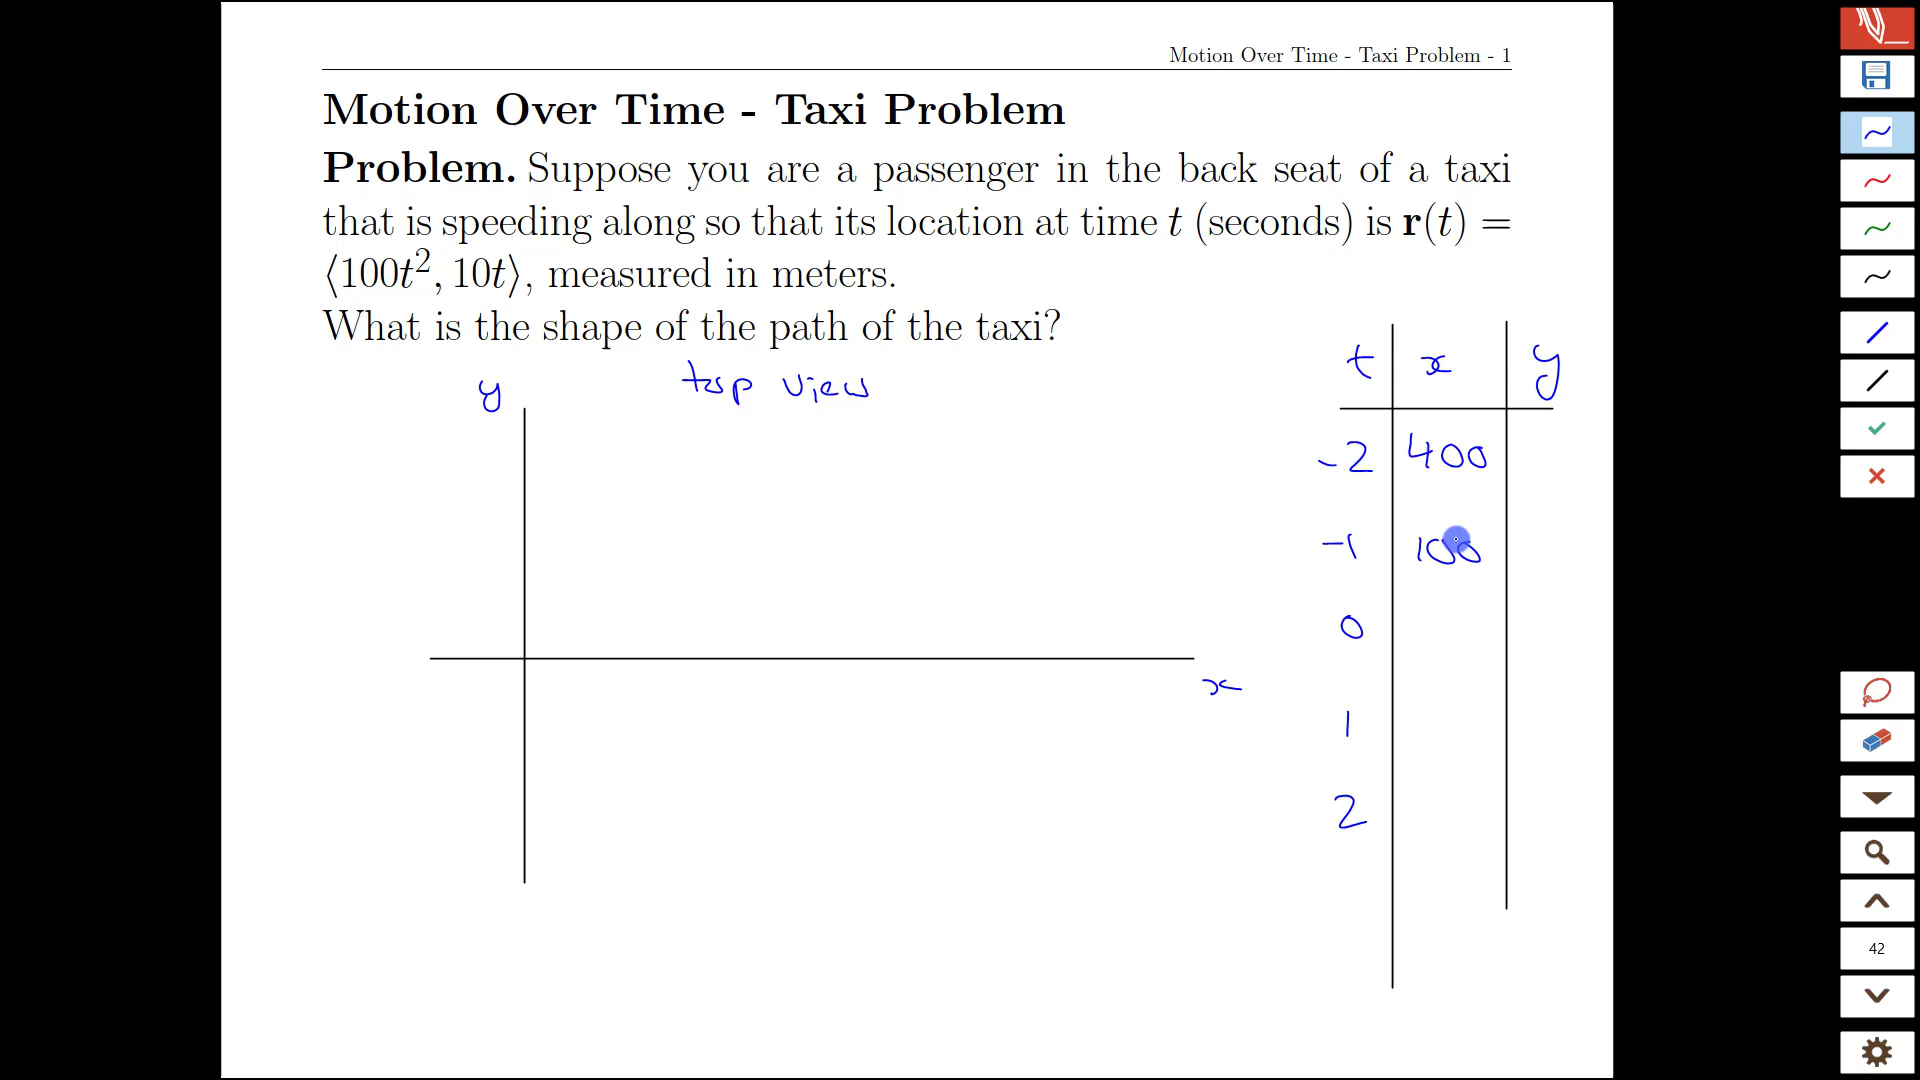 Motion Over Time - Taxi Problem - 1
Motion Over Time - Taxi Problem
Problem. Suppose you are a passenger in the back seat of a taxi
that is speeding along so that its location at time t (seconds) is r(t) =
⟨100t², 10t⟩, measured in meters.
What is the shape of the path of the taxi?
y top view
t x y
-2 400
-1 100
0
x
1
2
42